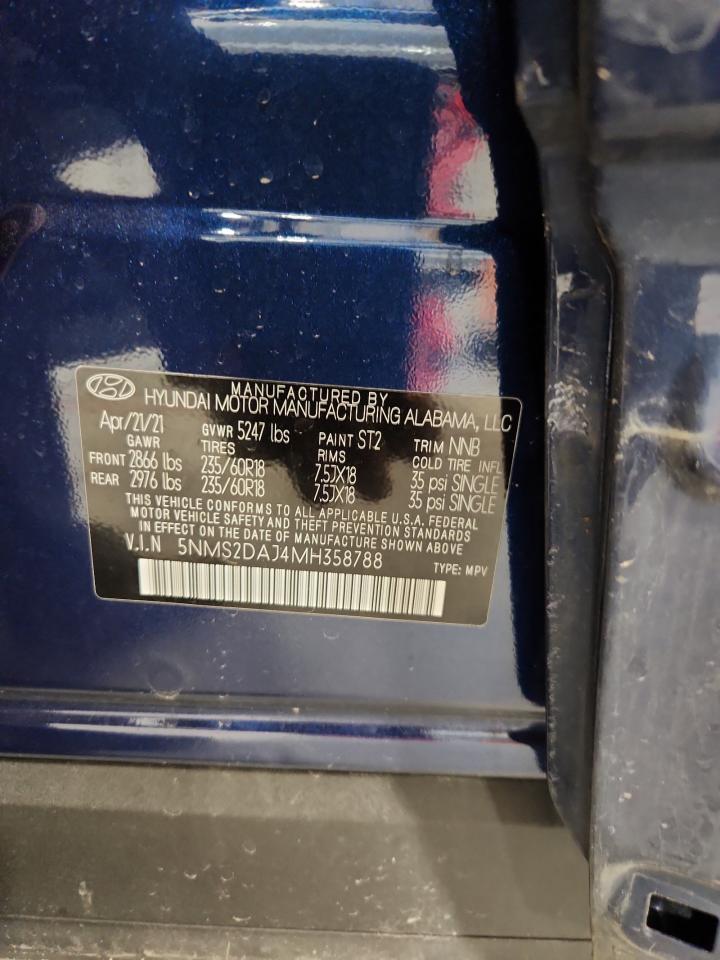 MANUFACTURED BY
HYUNDAI MOTOR MANUFACTURING ALABAMA, LLC
Apr/21/21 GVWR 5247 lbs PAINT ST2 TRIM NNB
GAWR TIRES RIMS COLD TIRE INFL
FRONT 2866 lbs 235/60R18 7.5JX18 35 psi SINGLE
REAR 2976 lbs 235/60R18 7.5JX18 35 psi SINGLE
THIS VEHICLE CONFORMS TO ALL APPLICABLE U.S.A. FEDERAL
MOTOR VEHICLE SAFETY AND THEFT PREVENTION STANDARDS
IN EFFECT ON THE DATE OF MANUFACTURE SHOWN ABOVE
V.I.N 5NMS2DAJ4MH358788 TYPE: MPV